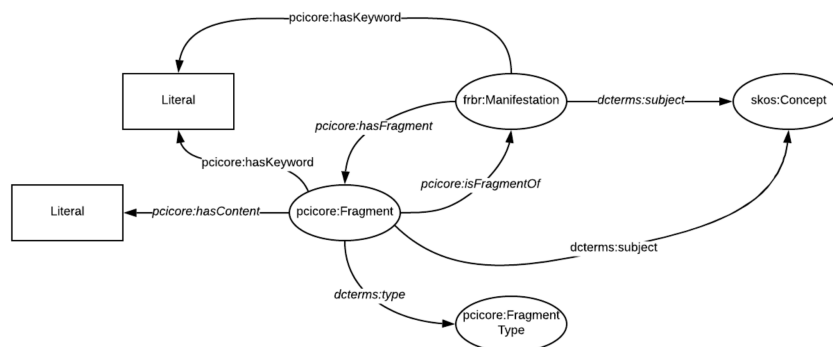 pcicore:hasKeyword
Literal
frbr:Manifestation
dcterms:subject
skos:Concept
pcicore:hasFragment
pcicore:hasKeyword
pcicore:isFragmentOf
Literal
pcicore:hasContent
pcicore:Fragment
dcterms:subject
dcterms:type
pcicore:Fragment
Type